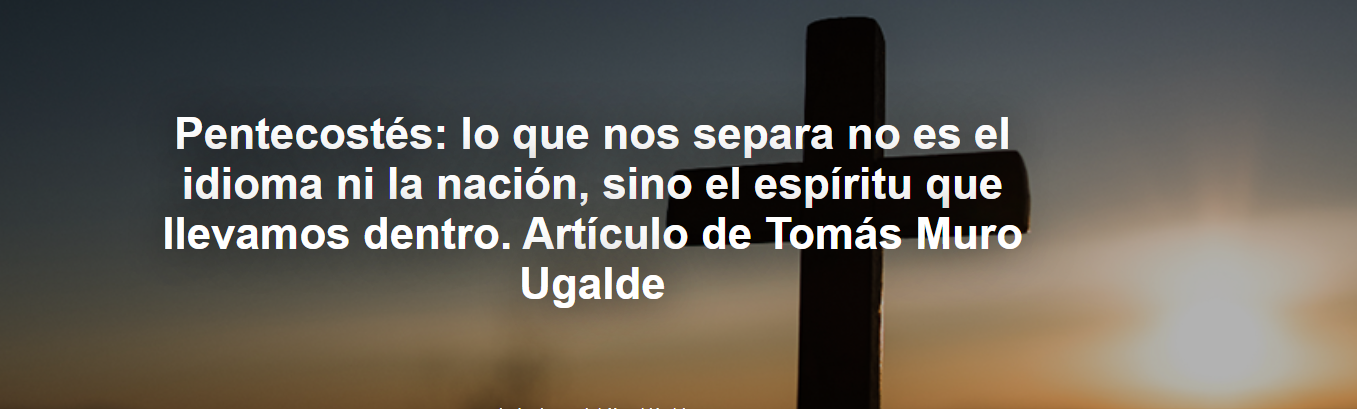 Pentecostés: lo que nos separa no es el
idioma ni la nación, sino el espíritu que
llevamos dentro. Artículo de Tomás Muro
Ugalde